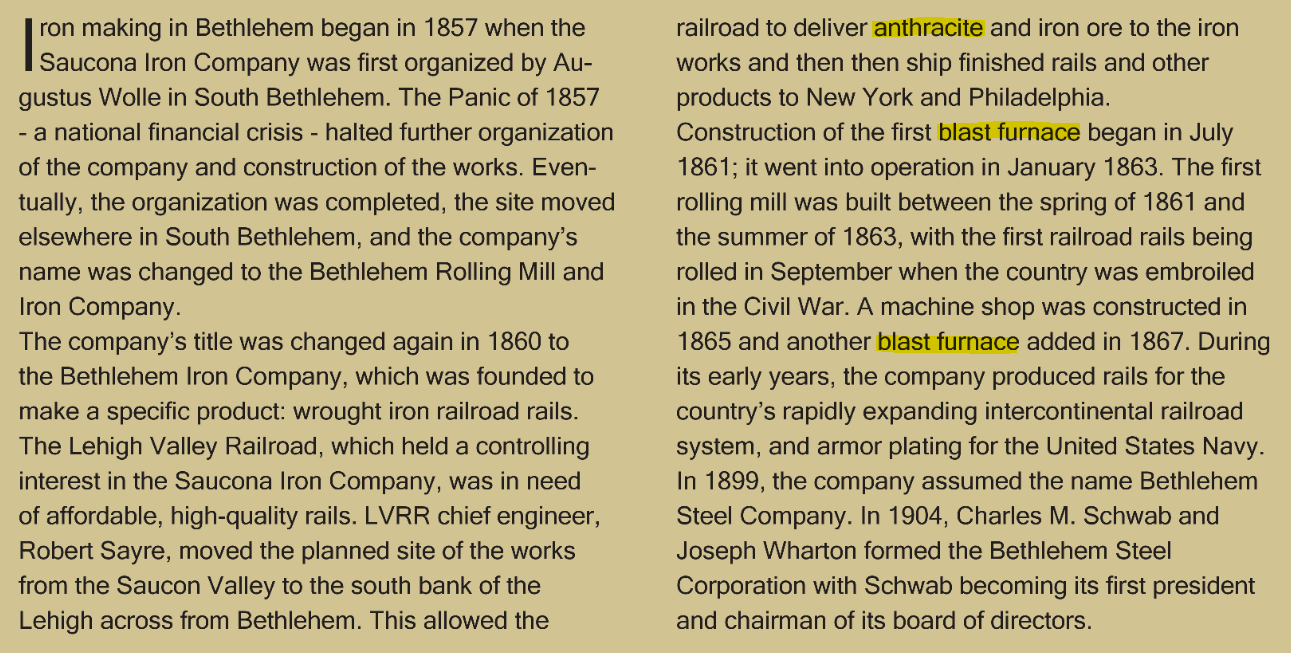 Iron making in Bethlehem began in 1857 when the
Saucona Iron Company was first organized by Au-
gustus Wolle in South Bethlehem. The Panic of 1857
- a national financial crisis - halted further organization
of the company and construction of the works. Even-
tually, the organization was completed, the site moved
elsewhere in South Bethlehem, and the company's
name was changed to the Bethlehem Rolling Mill and
Iron Company.
The company's title was changed again in 1860 to
the Bethlehem Iron Company, which was founded to
make a specific product: wrought iron railroad rails.
The Lehigh Valley Railroad, which held a controlling
interest in the Saucona Iron Company, was in need
of affordable, high-quality rails. LVRR chief engineer,
Robert Sayre, moved the planned site of the works
from the Saucon Valley to the south bank of the
Lehigh across from Bethlehem. This allowed the
railroad to deliver anthracite and iron ore to the iron
works and then then ship finished rails and other
products to New York and Philadelphia.
Construction of the first blast furnace began in July
1861; it went into operation in January 1863. The first
rolling mill was built between the spring of 1861 and
the summer of 1863, with the first railroad rails being
rolled in September when the country was embroiled
in the Civil War. A machine shop was constructed in
1865 and another blast furnace added in 1867. During
its early years, the company produced rails for the
country's rapidly expanding intercontinental railroad
system, and armor plating for the United States Navy.
In 1899, the company assumed the name Bethlehem
Steel Company. In 1904, Charles M. Schwab and
Joseph Wharton formed the Bethlehem Steel
Corporation with Schwab becoming its first president
and chairman of its board of directors.